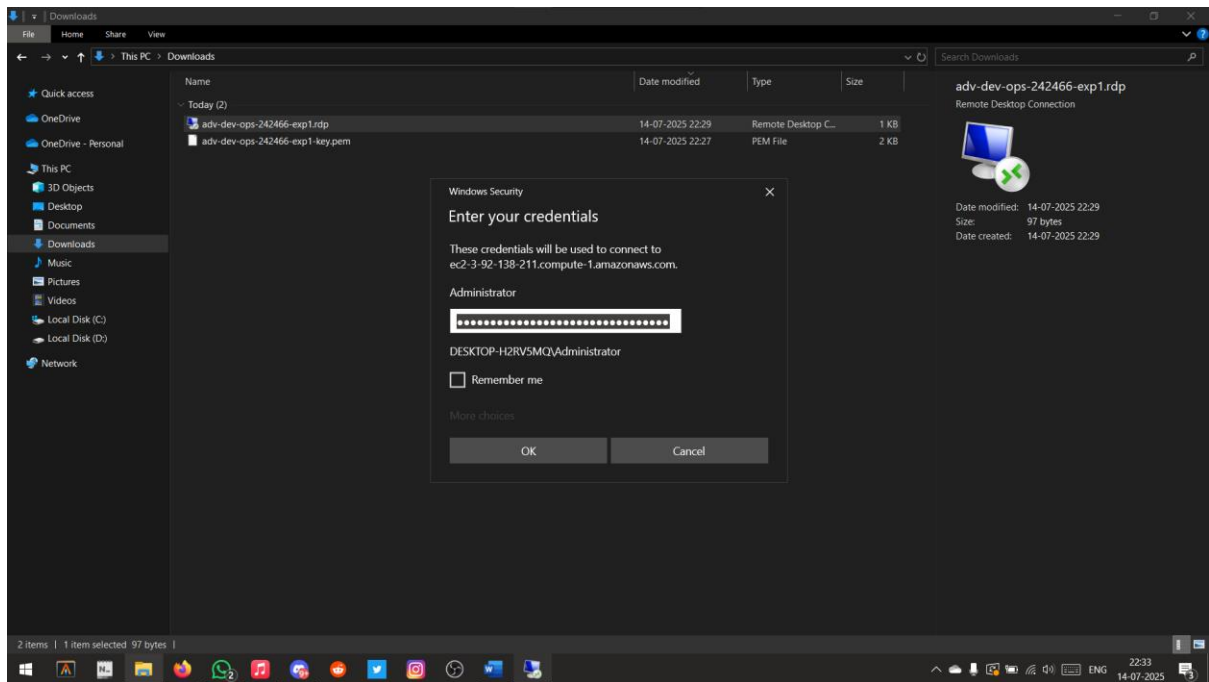 Downloads
File Home Share View
This PC > Downloads
Search Downloads
Name Date modified Type Size
Quick access
OneDrive
OneDrive - Personal
This PC
3D Objects
Desktop
Documents
Downloads
Music
Pictures
Videos
Local Disk (C:)
Local Disk (D:)
Network
Today (2)
adv-dev-ops-242466-exp1.rdp 14-07-2025 22:29 Remote Desktop C... 1 KB
adv-dev-ops-242466-exp1-key.pem 14-07-2025 22:27 PEM File 2 KB
Windows Security
Enter your credentials
These credentials will be used to connect to
ec2-3-92-138-211.compute-1.amazonaws.com.
Administrator
DESKTOP-H2RV5MQ\Administrator
Remember me
More choices
OK Cancel
adv-dev-ops-242466-exp1.rdp
Remote Desktop Connection
Date modified: 14-07-2025 22:29
Size: 97 bytes
Date created: 14-07-2025 22:29
2 items 1 item selected 97 bytes
ENG 22:33
14-07-2025